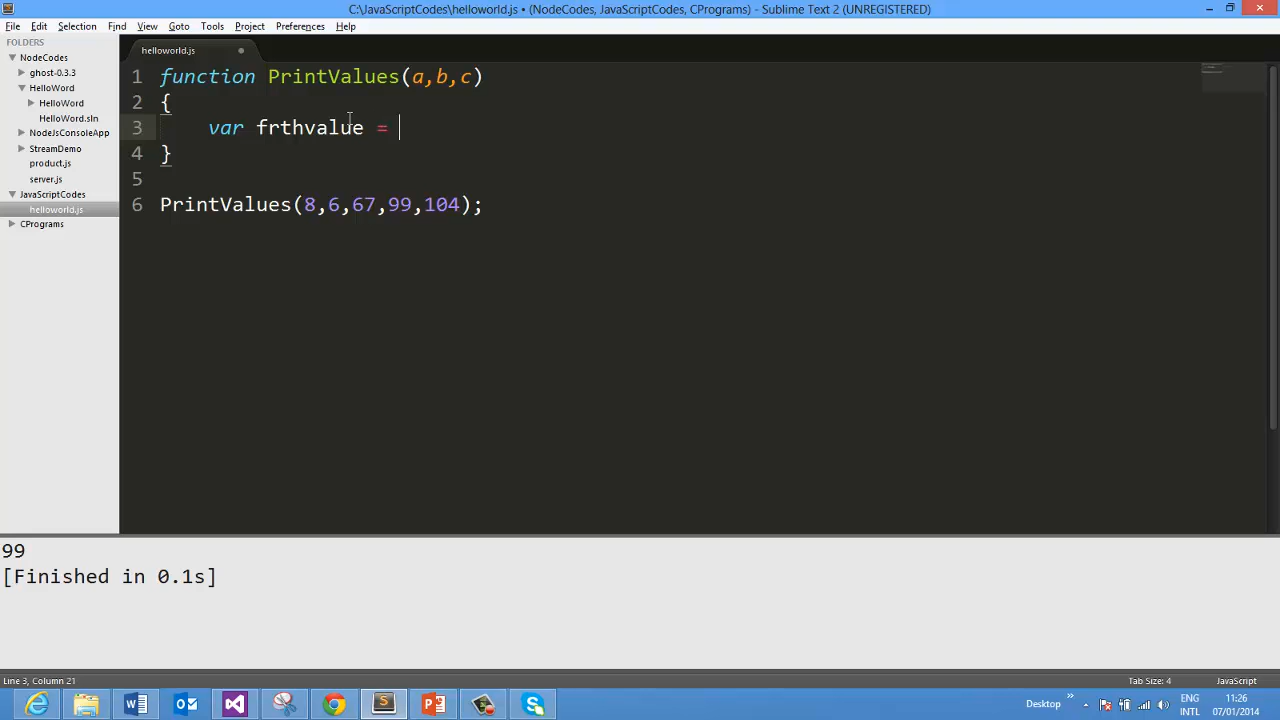 C:\JavaScriptCodes\helloworld.js • (NodeCodes, JavaScriptCodes, CPrograms) - Sublime Text 2 (UNREGISTERED)
File Edit Selection Find View Goto Tools Project Preferences Help
FOLDERS
NodeCodes
ghost-0.3.3
HelloWord
HelloWord
HelloWord.sln
NodeJsConsoleApp
StreamDemo
product.js
server.js
JavaScriptCodes
helloworld.js
CPrograms
helloworld.js
1 function PrintValues(a,b,c)
2 {
3 var frthvalue =
4 }
5
6 PrintValues(8,6,67,99,104);
99
[Finished in 0.1s]
Line 3, Column 21
Tab Size: 4
JavaScript
Desktop
ENG
INTL
11:26
07/01/2014